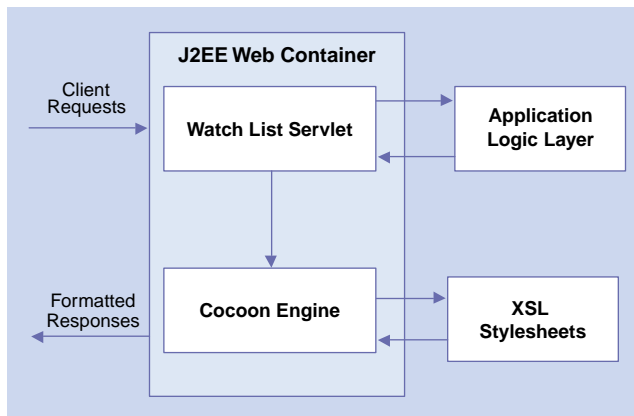 J2EE Web Container
Client
Requests
Watch List Servlet
Application
Logic Layer
Formatted
Responses
Cocoon Engine
XSL
Stylesheets